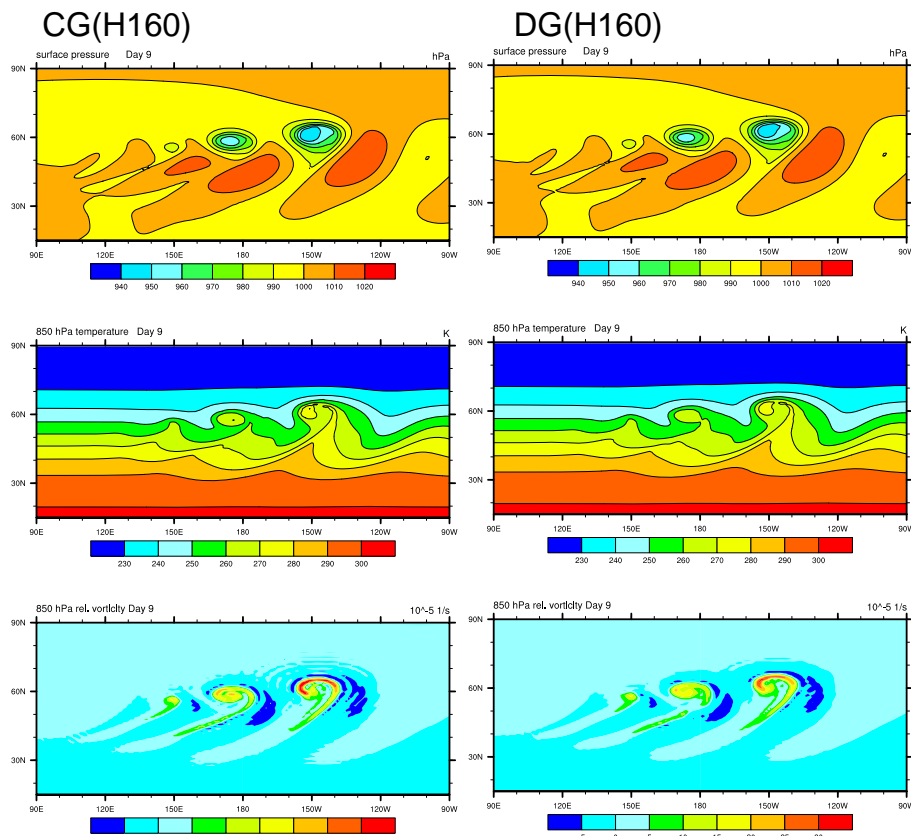 CG(H160) DG(H160)
surface pressure Day 9 hPa
surface pressure Day 9 hPa
90N
60N
30N
90E 120E 150E 180 150W 120W 90W
940 950 960 970 980 990 1000 1010 1020
90N
60N
30N
90E 120E 150E 180 150W 120W 90W
940 950 960 970 980 990 1000 1010 1020
850 hPa temperature Day 9 K
850 hPa temperature Day 9 K
90N
60N
30N
90E 120E 150E 180 150W 120W 90W
230 240 250 260 270 280 290 300
90N
60N
30N
90E 120E 150E 180 150W 120W 90W
230 240 250 260 270 280 290 300
850 hPa rel. vorticity Day 9 10^-5 1/s
850 hPa rel. vorticity Day 9 10^-5 1/s
90N
60N
30N
90E 120E 150E 180 150W 120W 90W
90N
60N
30N
90E 120E 150E 180 150W 120W 90W